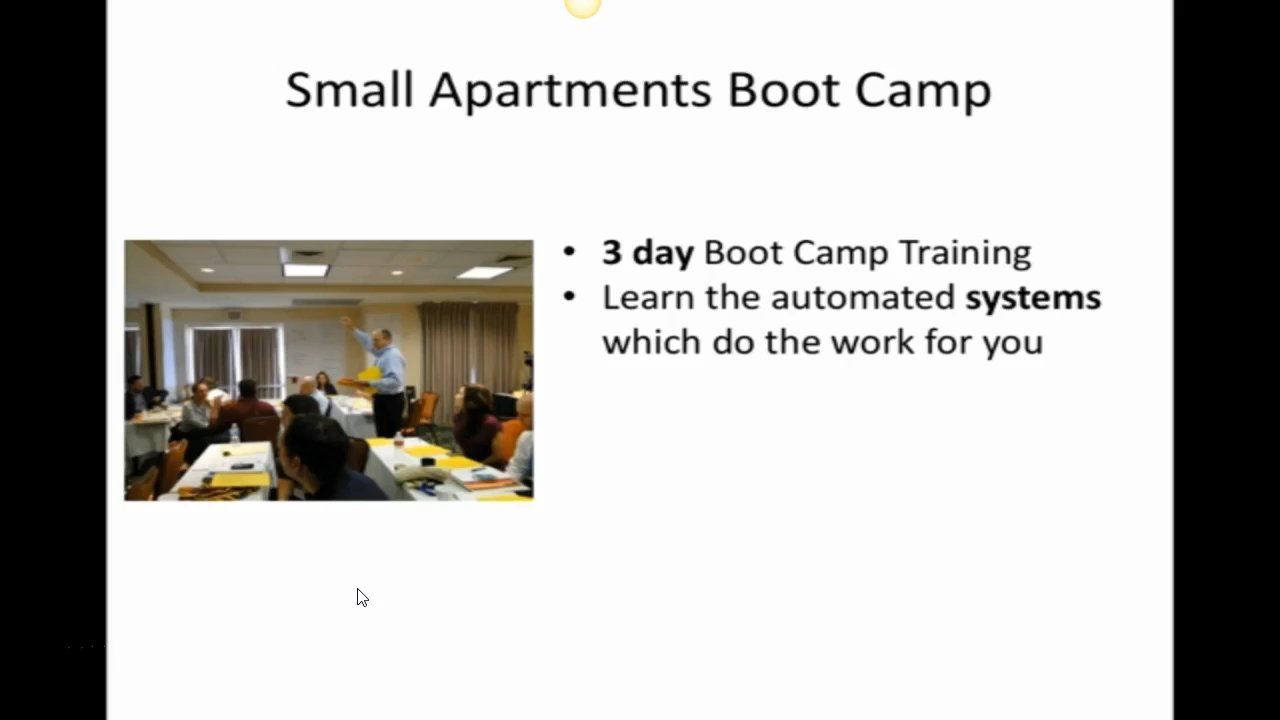 Small Apartments Boot Camp
• 3 day Boot Camp Training
• Learn the automated systems
which do the work for you